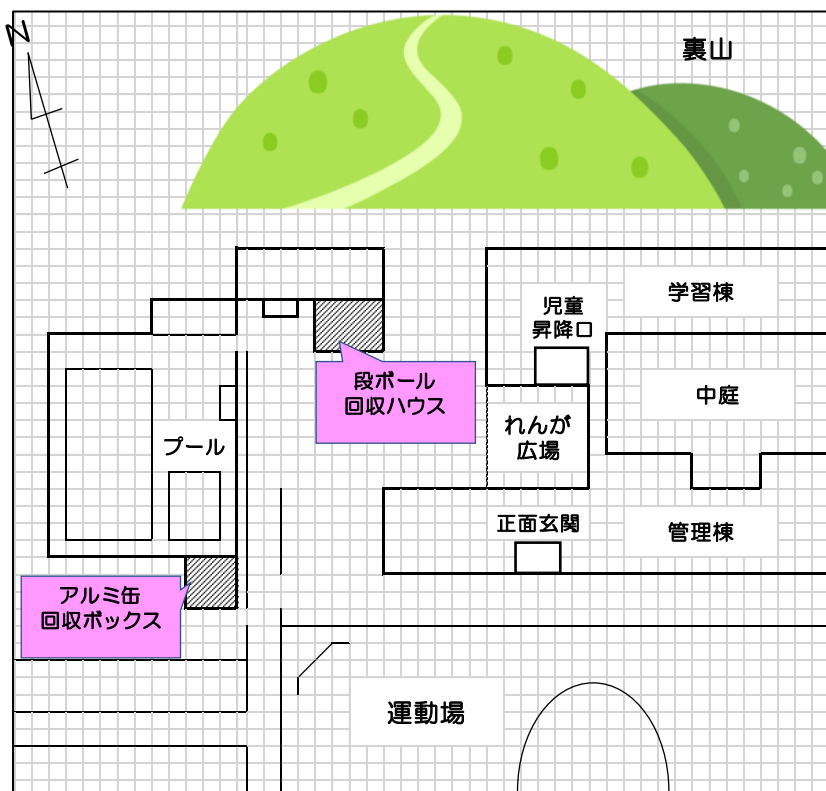 N
裏山
学習棟
児童
昇降口
段ボール
回収ハウス
中庭
れんが
広場
プール
正面玄関
管理棟
アルミ缶
回収ボックス
運動場